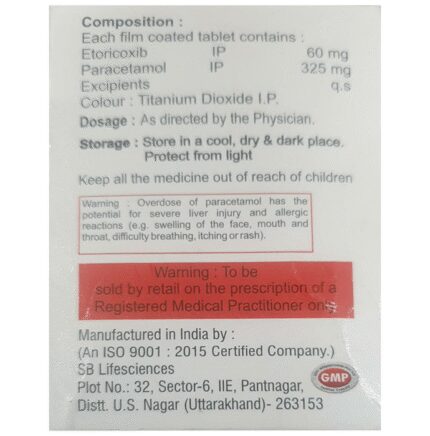 Composition :
Each film coated tablet contains :
Etoricoxib IP 60 mg
Paracetamol IP 325 mg
Excipients q.s
Colour : Titanium Dioxide I.P.
Dosage : As directed by the Physician.
Storage : Store in a cool, dry & dark place.
Protect from light
Keep all the medicine out of reach of children
Warning : Overdose of paracetamol has the
potential for severe liver injury and allergic
reactions (e.g. swelling of the face, mouth and
throat, difficulty breathing, itching or rash).
Warning : To be
sold by retail on the prescription of a
Registered Medical Practitioner only
Manufactured in India by :
(An ISO 9001 : 2015 Certified Company.)
SB Lifesciences
Plot No.: 32, Sector-6, IIE, Pantnagar,
Distt. U.S. Nagar (Uttarakhand)- 263153
GMP